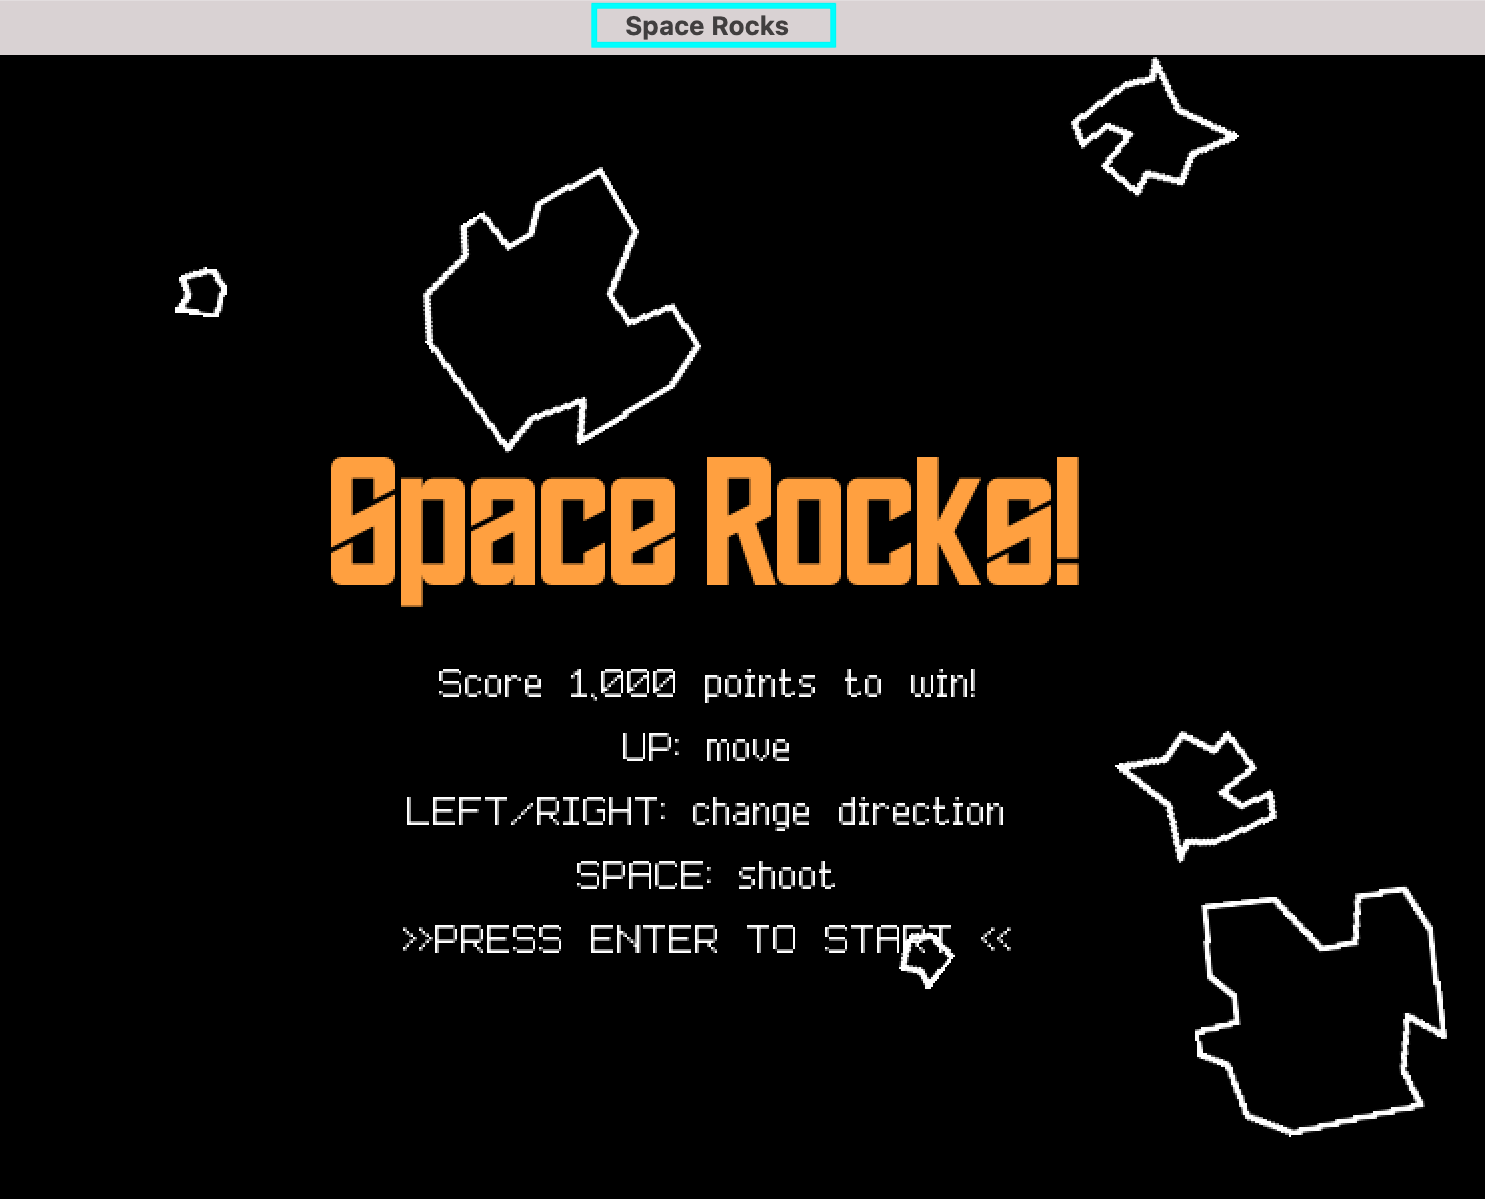 Space Rocks
Space Rocks!
Score 1,000 points to win!
UP: move
LEFT/RIGHT: change direction
SPACE: shoot
>>PRESS ENTER TO START <<